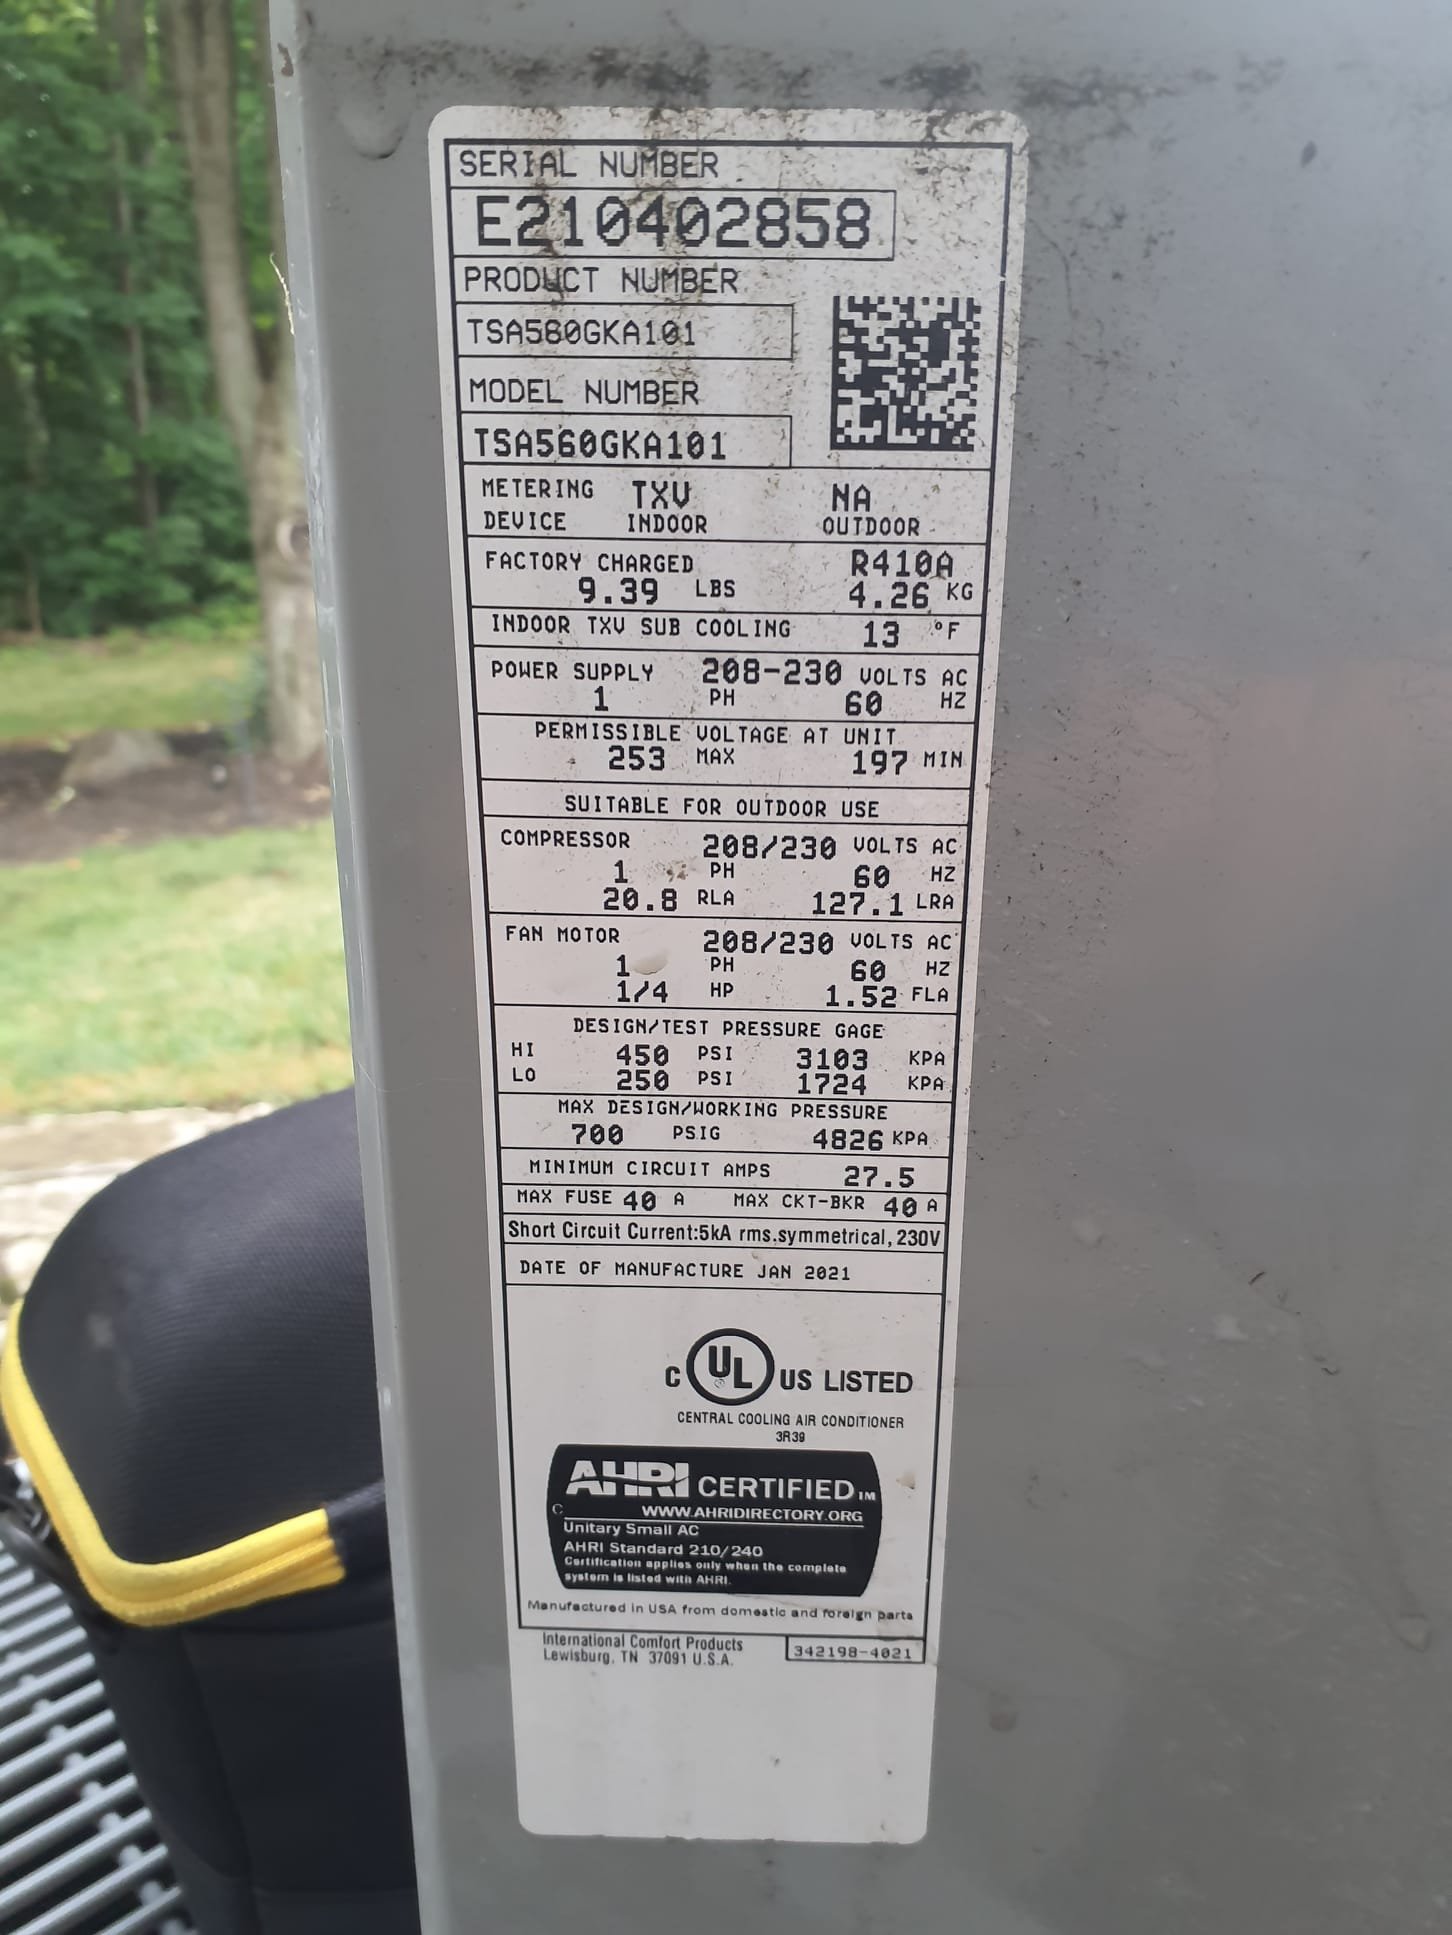 SERIAL NUMBER
E210402858
PRODUCT NUMBER
TSA560GKA101
MODEL NUMBER
TSA560GKA101
METERING TXV NA
DEVICE INDOOR OUTDOOR
FACTORY CHARGED R410A
9.39 LBS 4.26 KG
INDOOR TXV SUB COOLING 13 °F
POWER SUPPLY 208-230 VOLTS AC
1 PH 60 HZ
PERMISSIBLE VOLTAGE AT UNIT
253 MAX 197 MIN
SUITABLE FOR OUTDOOR USE
COMPRESSOR 208/230 VOLTS AC
1 PH 60 HZ
20.8 RLA 127.1 LRA
FAN MOTOR 208/230 VOLTS AC
1 PH 60 HZ
1/4 HP 1.52 FLA
DESIGN/TEST PRESSURE GAGE
HI 450 PSI 3103 KPA
LO 250 PSI 1724 KPA
MAX DESIGN/WORKING PRESSURE
700 PSIG 4826 KPA
MINIMUM CIRCUIT AMPS 27.5
MAX FUSE 40 A MAX CKT-BKR 40 A
Short Circuit Current:5kA rms.symmetrical, 230V
DATE OF MANUFACTURE JAN 2021
C UL US LISTED
CENTRAL COOLING AIR CONDITIONER
3R39
AHRI CERTIFIED TM
C WWW.AHRIDIRECTORY.ORG
Unitary Small AC
AHRI Standard 210/240
Certification applies only when the complete
system is listed with AHRI.
Manufactured in USA from domestic and foreign parts
International Comfort Products
Lewisburg, TN 37091 U.S.A.
342198-4021